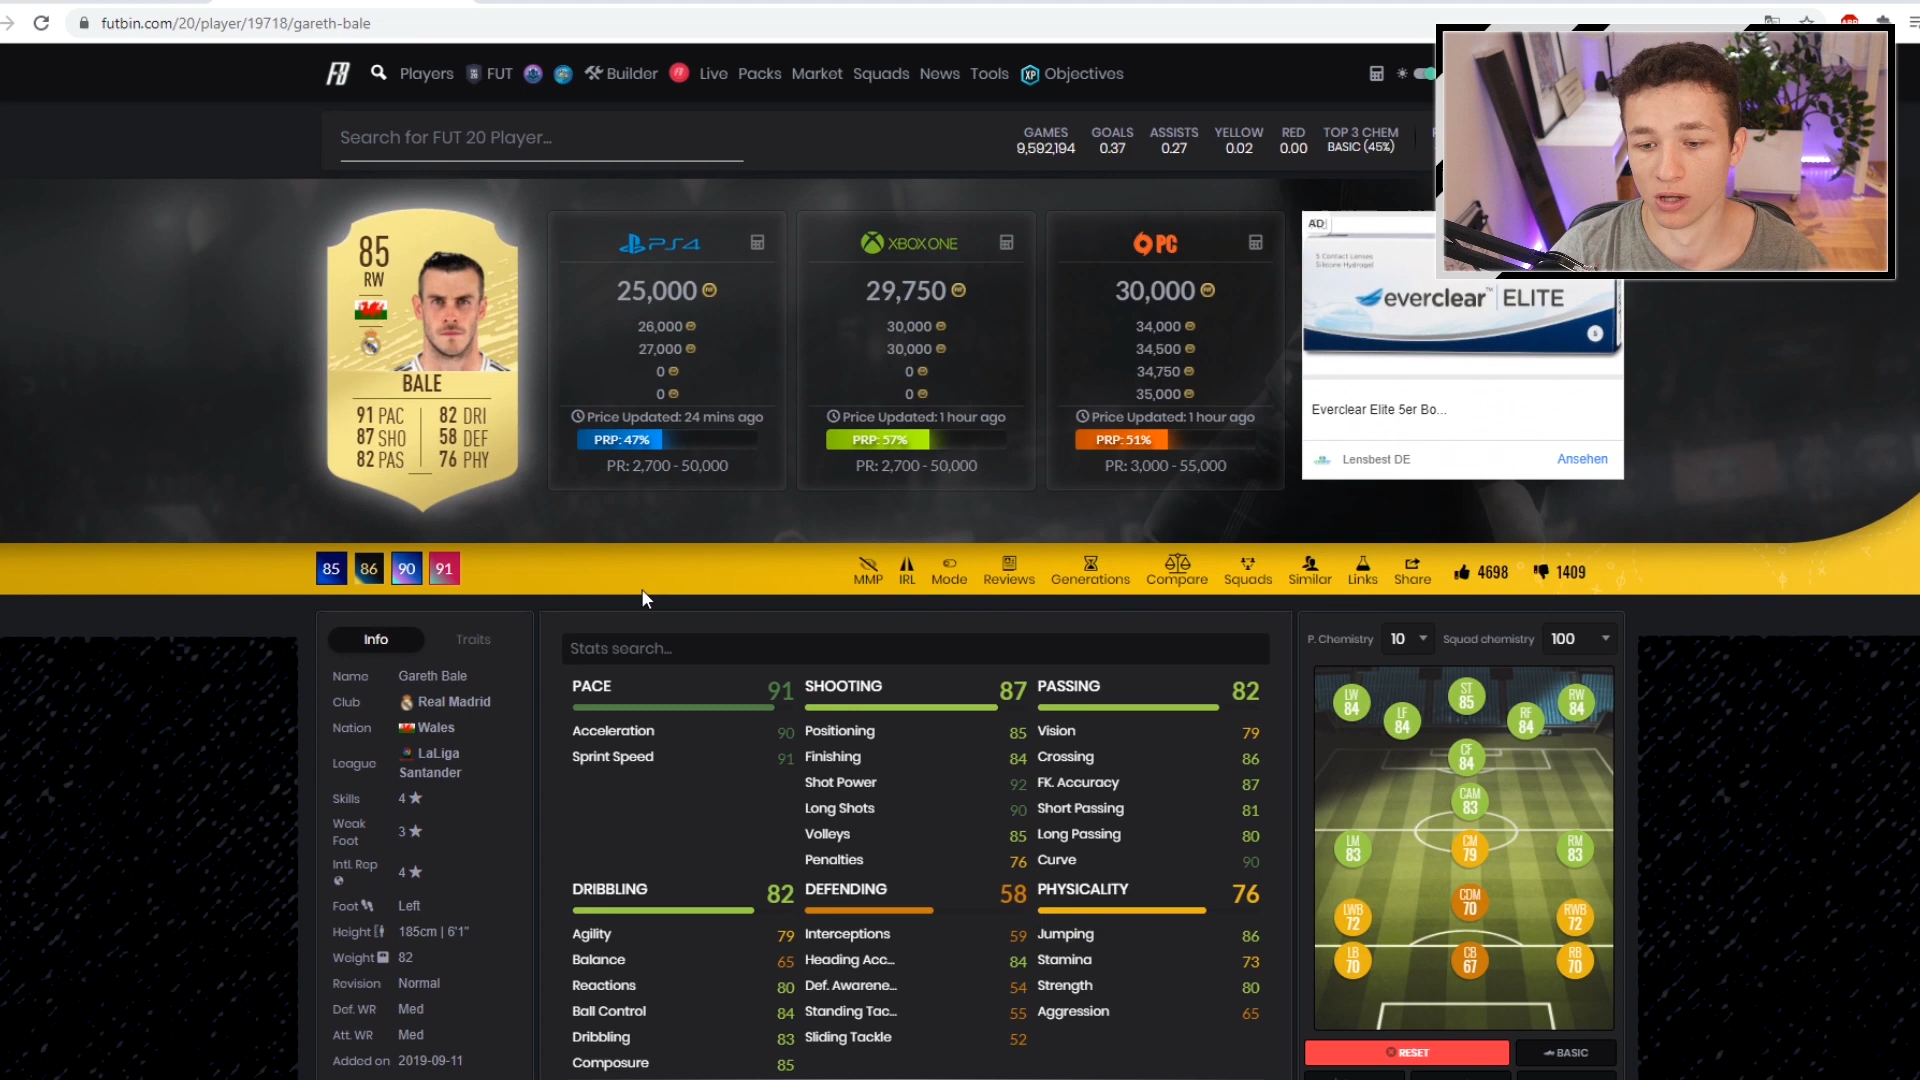 futbin.com/20/player/19718/gareth-bale
Players FUT Builder Live Packs Market Squads News Tools XP Objectives
Search for FUT 20 Player...
GAMES GOALS ASSISTS YELLOW RED TOP 3 CHEM
9,592,194 0.37 0.27 0.02 0.00 BASIC (45%)
85
RW
BALE
91 PAC 82 DRI
87 SHO 58 DEF
82 PAS 76 PHY
PS4
25,000
26,000
27,000
0
0
Price Updated: 24 mins ago
PRP: 47%
PR: 2,700 - 50,000
XBOX ONE
29,750
30,000
30,000
0
0
Price Updated: 1 hour ago
PRP: 57%
PR: 2,700 - 50,000
PC
30,000
34,000
34,500
34,750
35,000
Price Updated: 1 hour ago
PRP: 51%
PR: 3,000 - 55,000
AD
5 Contact Lenses
Silicone Hydrogel
everclear™ ELITE
5
Everclear Elite 5er Bo...
Lensbest DE Ansehen
85 86 90 91
MMP IRL Mode Reviews Generations Compare Squads Similar Links Share 4698 1409
Info Traits
Name Gareth Bale
Club Real Madrid
Nation Wales
League LaLiga Santander
Skills 4
Weak Foot 3
Intl. Rep 4
Foot Left
Height 185cm | 6'1"
Weight 82
Revision Normal
Def. WR Med
Att. WR Med
Added on 2019-09-11
Stats search...
PACE 91
Acceleration 90
Sprint Speed 91
SHOOTING 87
Positioning 85
Finishing 84
Shot Power 92
Long Shots 90
Volleys 85
Penalties 76
PASSING 82
Vision 79
Crossing 86
FK. Accuracy 87
Short Passing 81
Long Passing 80
Curve 90
DRIBBLING 82
Agility 79
Balance 65
Reactions 80
Ball Control 84
Dribbling 83
Composure 85
DEFENDING 58
Interceptions 59
Heading Acc... 84
Def. Awarene... 54
Standing Tac... 55
Sliding Tackle 52
PHYSICALITY 76
Jumping 86
Stamina 73
Strength 80
Aggression 65
P. Chemistry 10 Squad chemistry 100
LW 84
ST 85
RW 84
LF 84
RF 84
CF 84
CAM 83
LM 83
CM 79
RM 83
CDM 70
LWB 72
RWB 72
LB 70
CB 67
RB 70
RESET BASIC